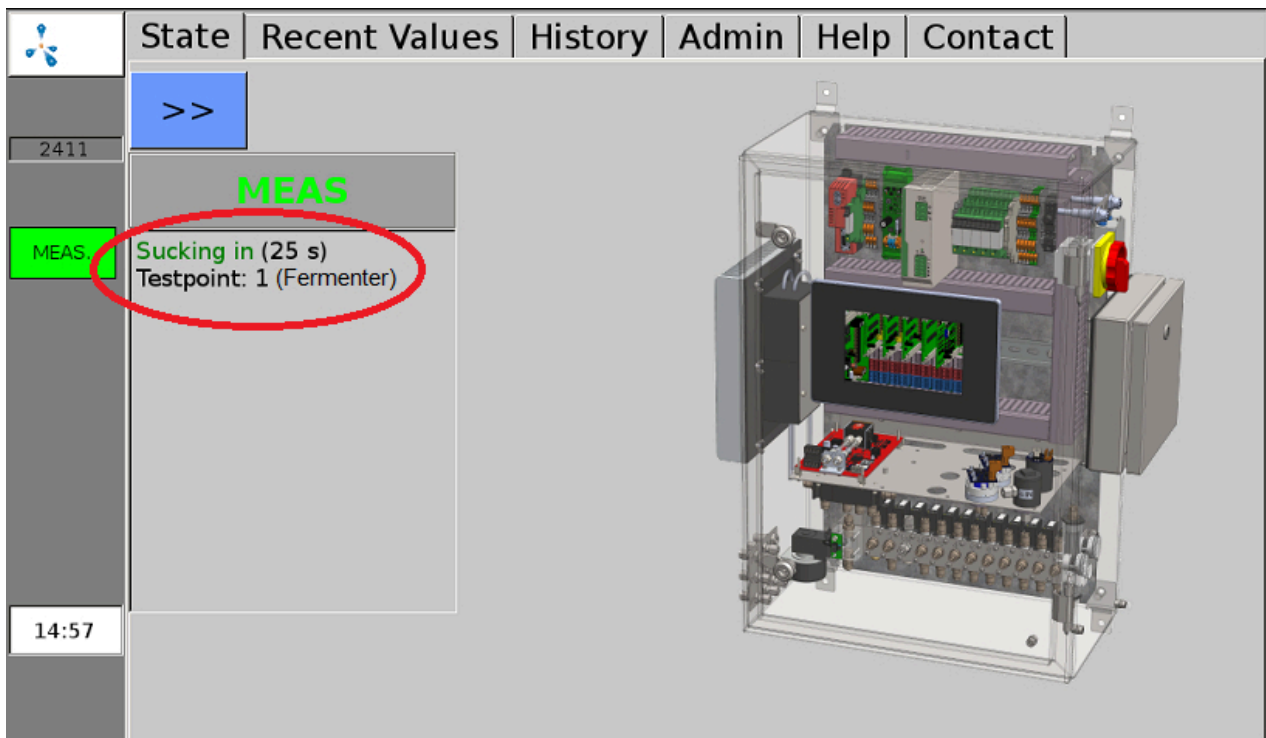 State Recent Values History Admin Help Contact
>>
2411
MEAS
MEAS.
Sucking in (25 s)
Testpoint: 1 (Fermenter)
14:57